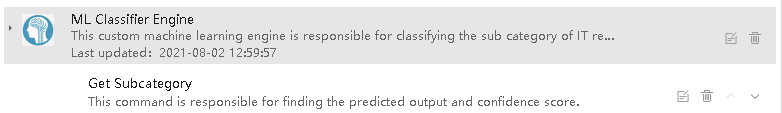 ML Classifier Engine
This custom machine learning engine is responsible for classifying the sub category of IT re...
Last updated: 2021-08-02 12:59:57
Get Subcategory
This command is responsible for finding the predicted output and confidence score.